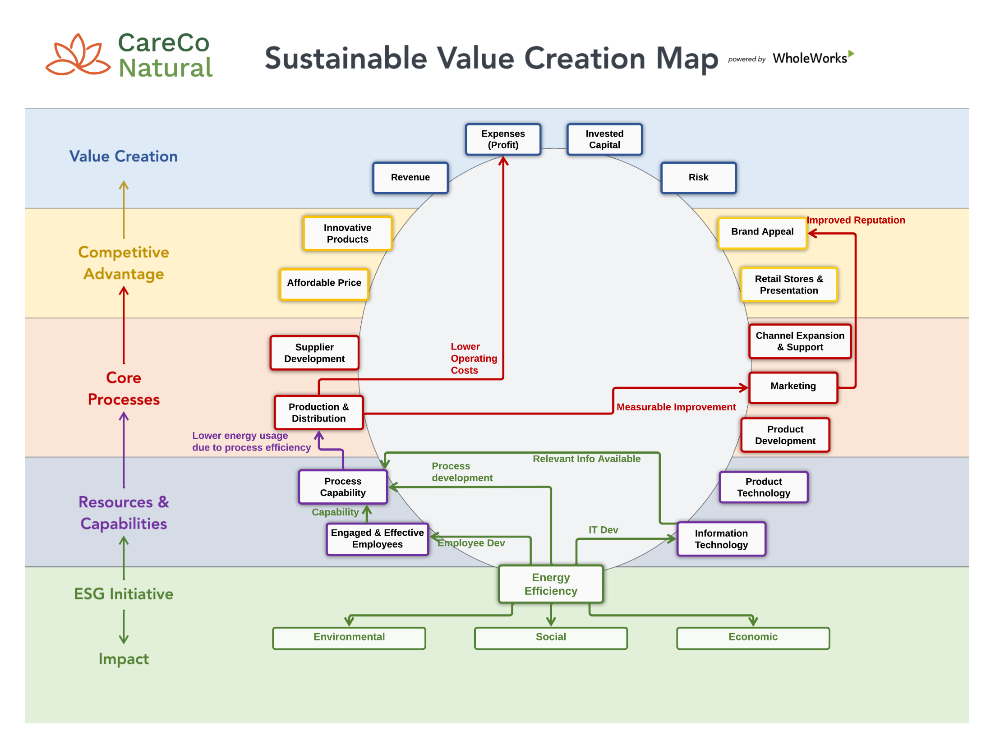 CareCo
Natural
Sustainable Value Creation Map
powered by WholeWorks
Value Creation
Competitive
Advantage
Core
Processes
Resources &
Capabilities
ESG Initiative
Impact
Expenses
(Profit)
Invested
Capital
Revenue
Risk
Innovative
Products
Brand Appeal
Improved Reputation
Affordable Price
Retail Stores &
Presentation
Supplier
Development
Lower
Operating
Costs
Channel Expansion
& Support
Marketing
Production &
Distribution
Measurable Improvement
Product
Development
Lower energy usage
due to process efficiency
Relevant Info Available
Process
development
Process
Capability
Product
Technology
Capability
Engaged & Effective
Employees
Employee Dev
IT Dev
Information
Technology
Energy
Efficiency
Environmental
Social
Economic